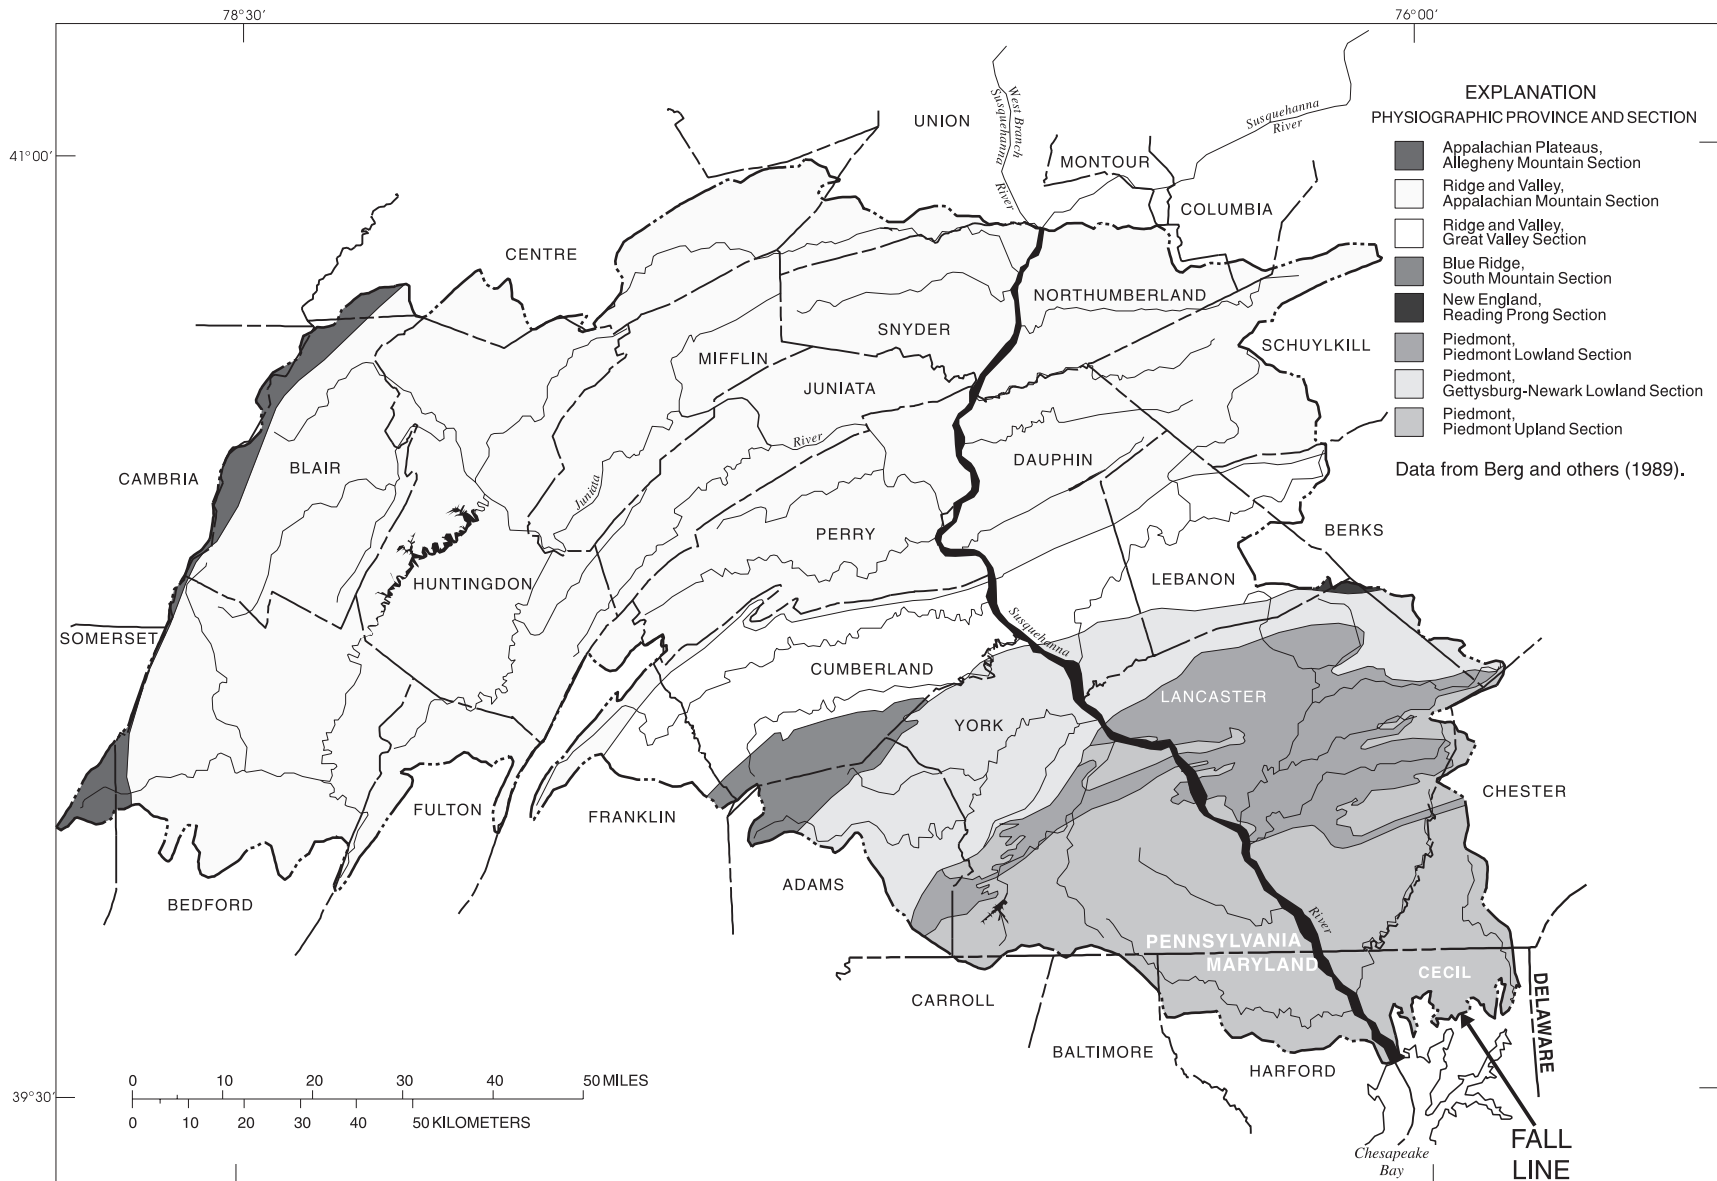 78°30'
76°00'
41°00'
39°30'
EXPLANATION
PHYSIOGRAPHIC PROVINCE AND SECTION
Appalachian Plateaus,
Allegheny Mountain Section
Ridge and Valley,
Appalachian Mountain Section
Ridge and Valley,
Great Valley Section
Blue Ridge,
South Mountain Section
New England,
Reading Prong Section
Piedmont,
Piedmont Lowland Section
Piedmont,
Gettysburg-Newark Lowland Section
Piedmont,
Piedmont Upland Section
Data from Berg and others (1989).
UNION
West Branch
Susquehanna
River
Susquehanna
River
MONTOUR
COLUMBIA
CENTRE
NORTHUMBERLAND
SNYDER
SCHUYLKILL
MIFFLIN
JUNIATA
River
Juniata
DAUPHIN
CAMBRIA
BLAIR
PERRY
BERKS
HUNTINGDON
LEBANON
SOMERSET
Susquehanna
CUMBERLAND
LANCASTER
YORK
CHESTER
FULTON
FRANKLIN
ADAMS
BEDFORD
River
PENNSYLVANIA
MARYLAND
CECIL
DELAWARE
CARROLL
BALTIMORE
HARFORD
FALL
LINE
Chesapeake
Bay
0 10 20 30 40 50 MILES
0 10 20 30 40 50 KILOMETERS